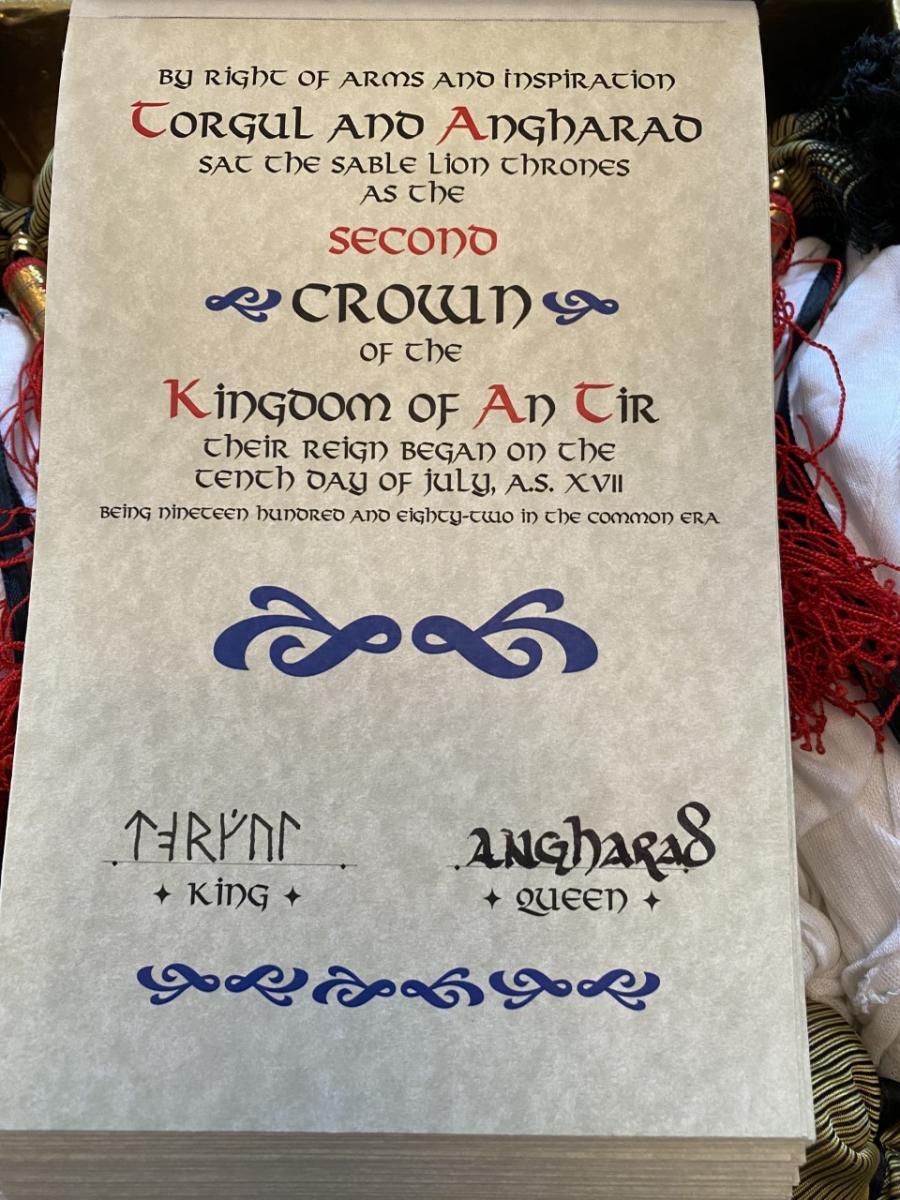 By Right of Arms and Inspiration
Torgul and Angharad
sat the Sable Lion Thrones
as the
Second
Crown
of the
Kingdom of An Tir
their reign began on the
tenth day of July, A.S. XVII
being nineteen hundred and eighty-two in the common era
angharad
✦ King ✦
✦ Queen ✦